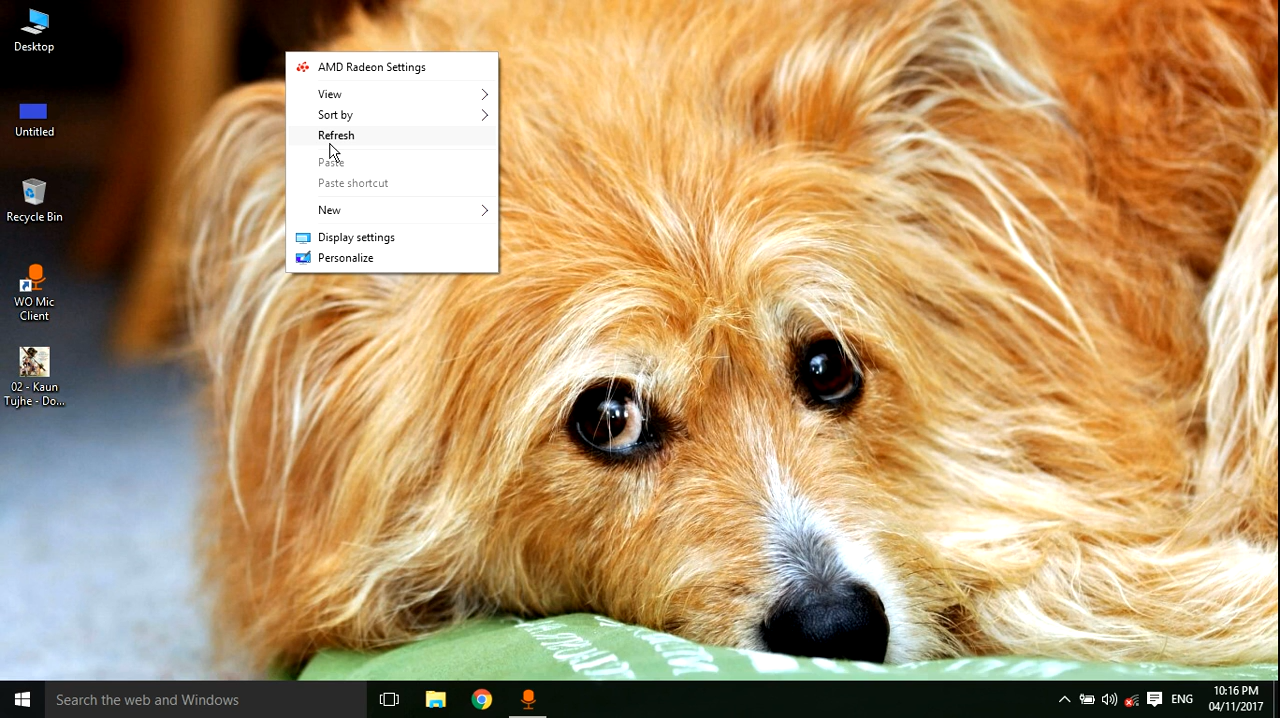 Desktop
Untitled
Recycle Bin
WO Mic
Client
02 - Kaun
Tujhe - Do...
AMD Radeon Settings
View
Sort by
Refresh
Paste
Paste shortcut
New
Display settings
Personalize
Search the web and Windows
ENG
10:16 PM
04/11/2017